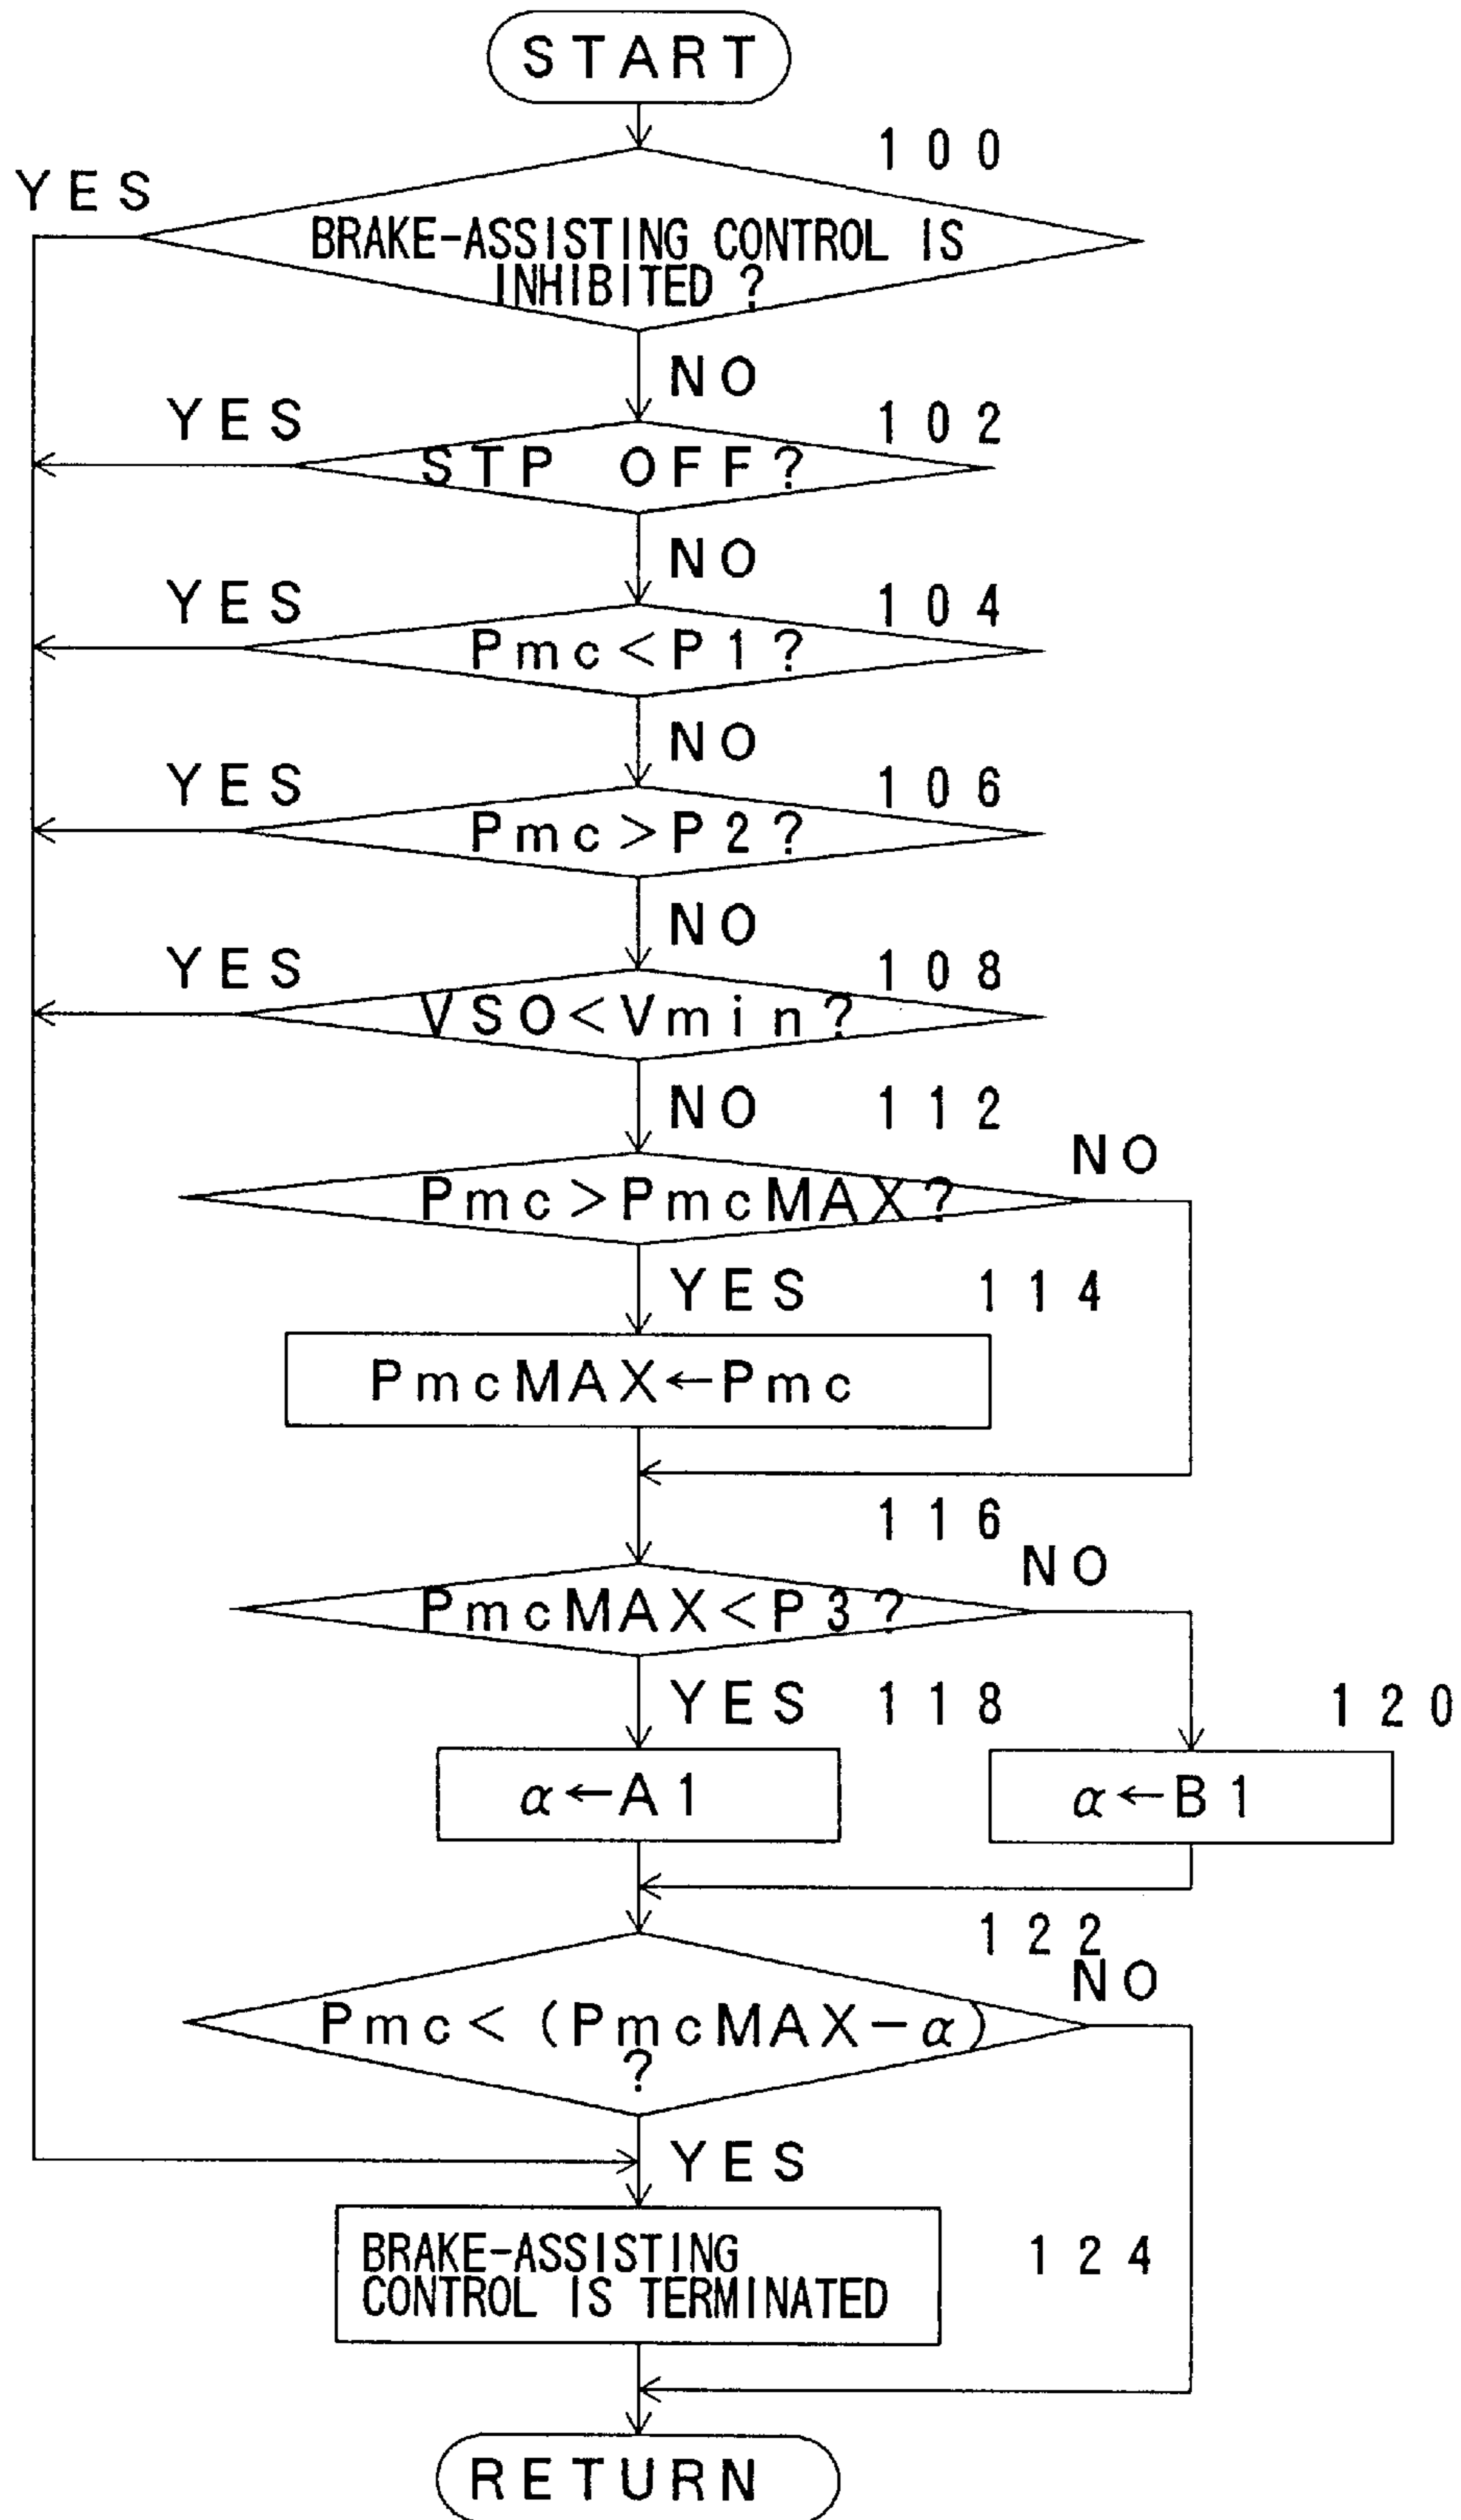 START
100
YES
BRAKE-ASSISTING CONTROL IS
INHIBITED ?
NO
YES
102
STP OFF?
NO
YES
104
Pmc<P1?
NO
YES
106
Pmc>P2?
NO
YES
108
VSO<Vmin?
NO
112
NO
Pmc>PmcMAX?
YES
114
PmcMAX←Pmc
116
NO
PmcMAX<P3?
YES
118
120
α←A1
α←B1
122
NO
Pmc<(PmcMAX-α)
?
YES
BRAKE-ASSISTING
CONTROL IS TERMINATED
124
RETURN